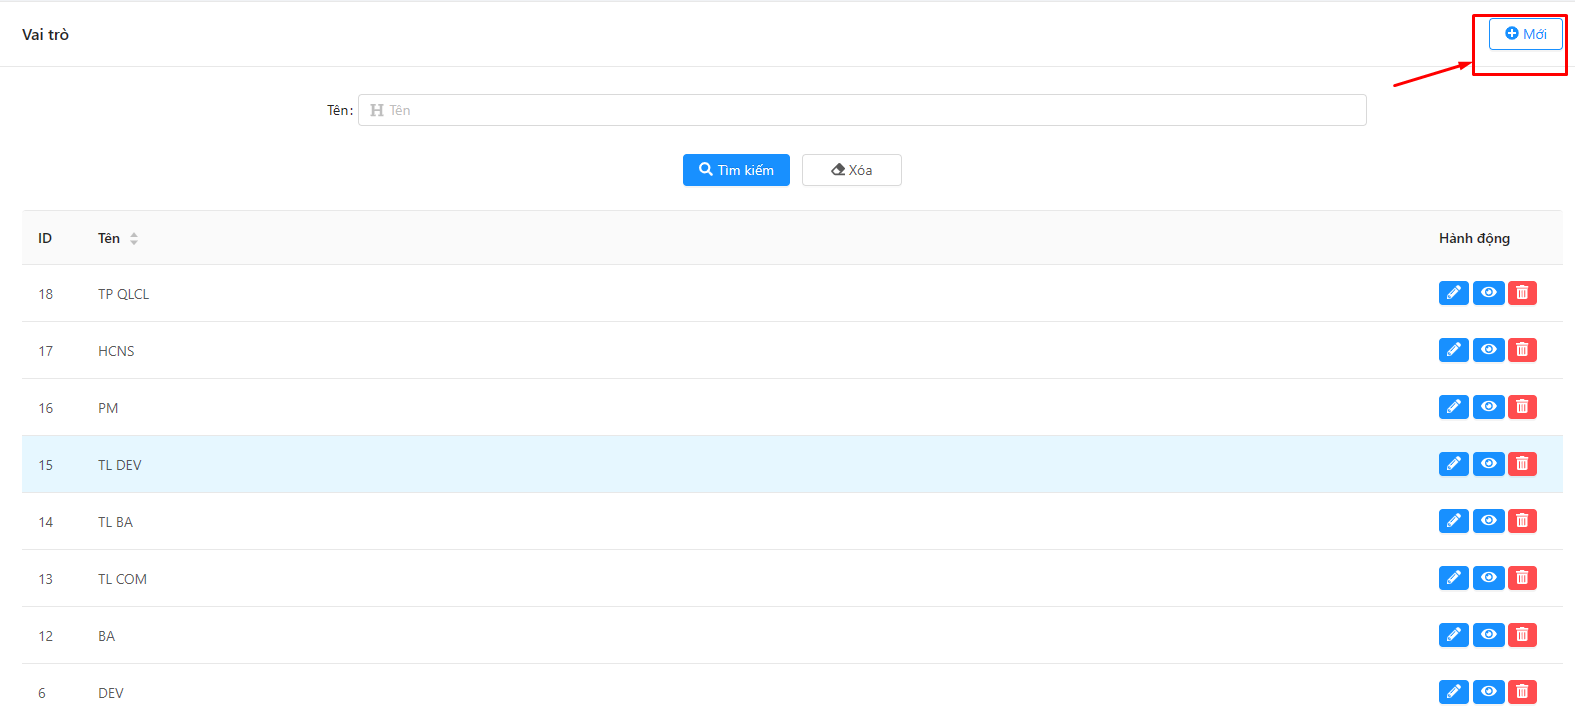 Vai trò
Mới
Tên:
Tên
Tìm kiếm
Xóa
ID Tên Hành động
18 TP QLCL
17 HCNS
16 PM
15 TL DEV
14 TL BA
13 TL COM
12 BA
6 DEV